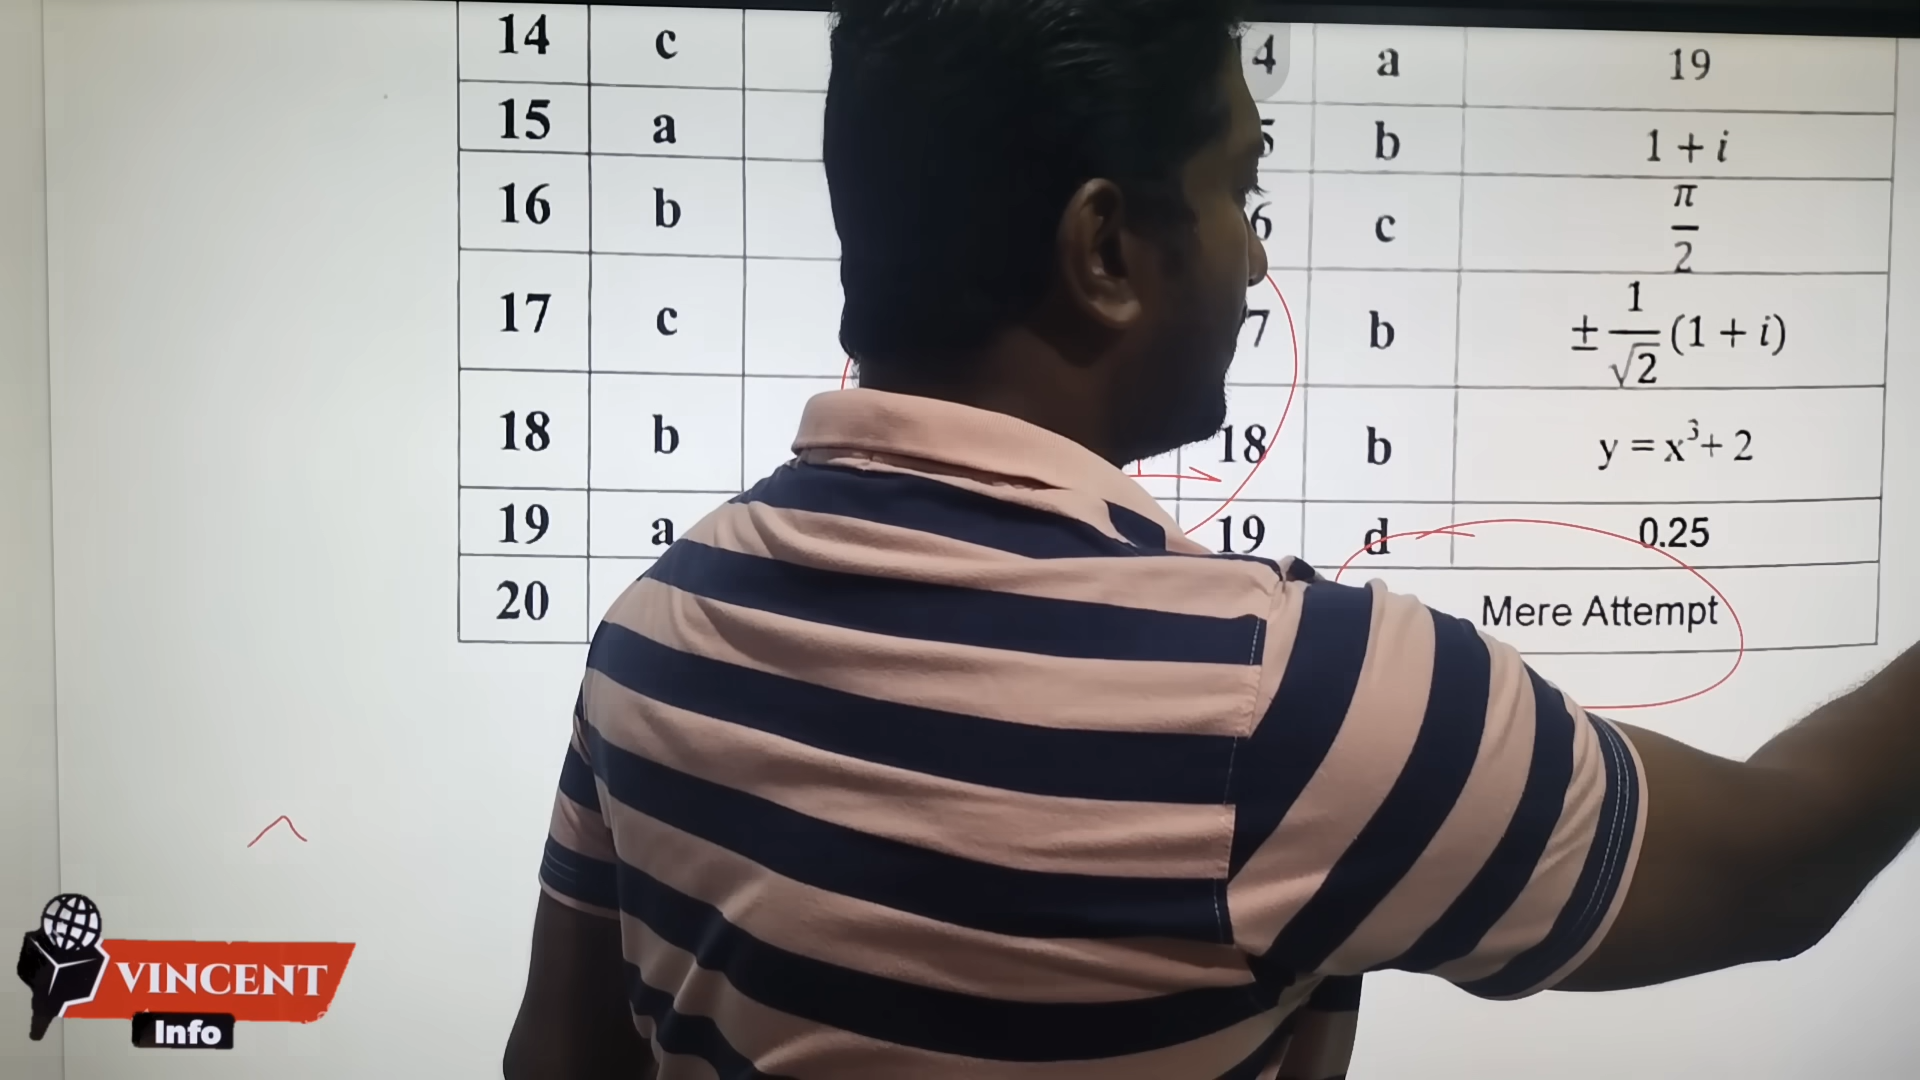 14 c 4 a 19
15 a 5 b 1 + i
16 b 6 c π/2
17 c 7 b ± 1/√2 (1 + i)
18 b 18 b y = x³ + 2
19 a 19 d 0.25
20 Mere Attempt
VINCENT
Info